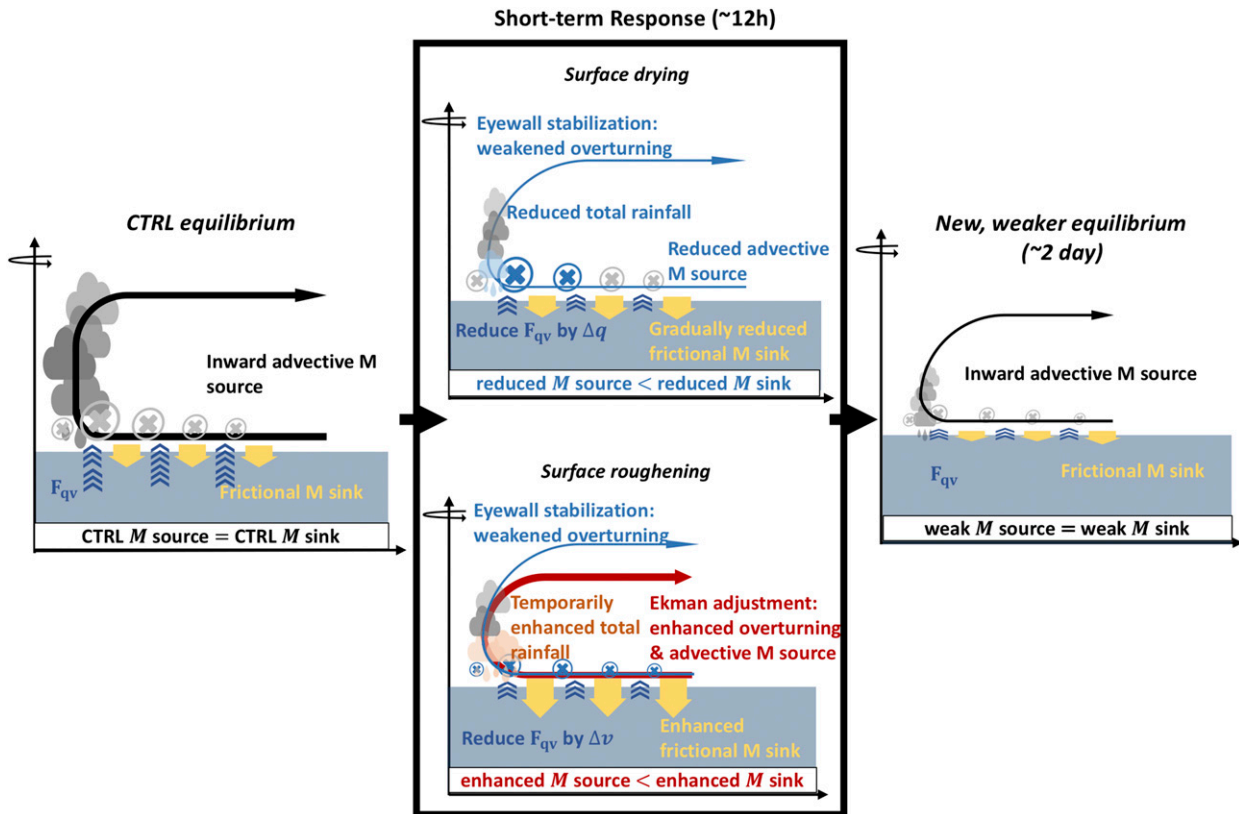 Short-term Response (~12h)
CTRL equilibrium
Inward advective M
source
F_qv
Frictional M sink
CTRL M source = CTRL M sink
Surface drying
Eyewall stabilization:
weakened overturning
Reduced total rainfall
Reduced advective
M source
Reduce F_qv by Δq
Gradually reduced
frictional M sink
reduced M source < reduced M sink
Surface roughening
Eyewall stabilization:
weakened overturning
Temporarily
enhanced total
rainfall
Ekman adjustment:
enhanced overturning
& advective M source
Reduce F_qv by Δv
Enhanced
frictional M sink
enhanced M source < enhanced M sink
New, weaker equilibrium
(~2 day)
Inward advective M source
F_qv
Frictional M sink
weak M source = weak M sink